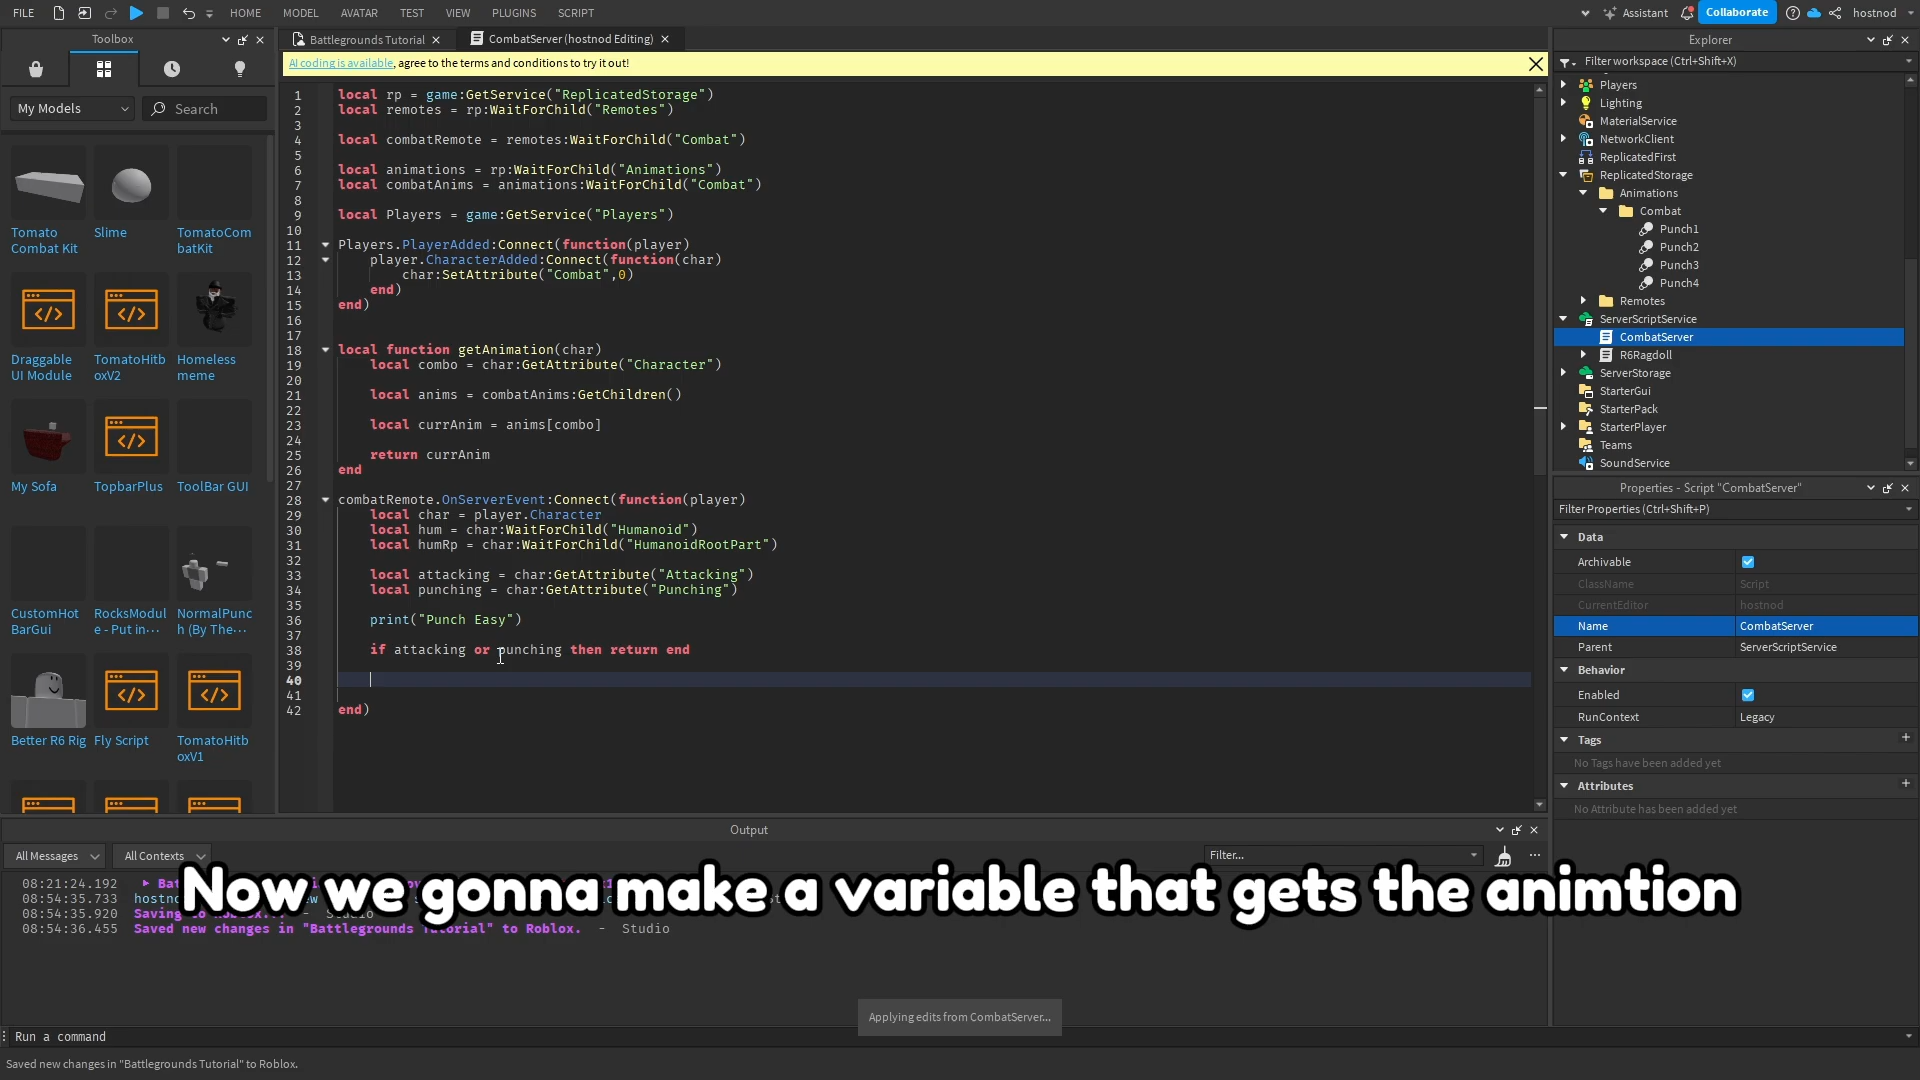 FILE HOME MODEL AVATAR TEST VIEW PLUGINS SCRIPT Assistant Collaborate hostnod
Toolbox
My Models Search
Tomato Combat Kit
Slime
TomatoCombatKit
Draggable UI Module
TomatoHitboxV2
Homeless meme
My Sofa
TopbarPlus
ToolBar GUI
CustomHotBarGui
RocksModule - Put in...
NormalPunch (By The...
Better R6 Rig
Fly Script
TomatoHitboxV1
Battlegrounds Tutorial
CombatServer (hostnod Editing)
AI coding is available, agree to the terms and conditions to try it out!
1 local rp = game:GetService("ReplicatedStorage")
2 local remotes = rp:WaitForChild("Remotes")
3
4 local combatRemote = remotes:WaitForChild("Combat")
5
6 local animations = rp:WaitForChild("Animations")
7 local combatAnims = animations:WaitForChild("Combat")
8
9 local Players = game:GetService("Players")
10
11 Players.PlayerAdded:Connect(function(player)
12 player.CharacterAdded:Connect(function(char)
13 char:SetAttribute("Combat",0)
14 end)
15 end)
16
17
18 local function getAnimation(char)
19 local combo = char:GetAttribute("Character")
20
21 local anims = combatAnims:GetChildren()
22
23 local currAnim = anims[combo]
24
25 return currAnim
26 end
27
28 combatRemote.OnServerEvent:Connect(function(player)
29 local char = player.Character
30 local hum = char:WaitForChild("Humanoid")
31 local humRp = char:WaitForChild("HumanoidRootPart")
32
33 local attacking = char:GetAttribute("Attacking")
34 local punching = char:GetAttribute("Punching")
35
36 print("Punch Easy")
37
38 if attacking or punching then return end
39
40
41
42 end)
Explorer
Filter workspace (Ctrl+Shift+X)
Players
Lighting
MaterialService
NetworkClient
ReplicatedFirst
ReplicatedStorage
Animations
Combat
Punch1
Punch2
Punch3
Punch4
Remotes
ServerScriptService
CombatServer
R6Ragdoll
ServerStorage
StarterGui
StarterPack
StarterPlayer
Teams
SoundService
Properties - Script "CombatServer"
Filter Properties (Ctrl+Shift+P)
Data
Archivable
ClassName Script
CurrentEditor hostnod
Name CombatServer
Parent ServerScriptService
Behavior
Enabled
RunContext Legacy
Tags
No Tags have been added yet
Attributes
No Attribute has been added yet
Output
All Messages All Contexts Filter...
08:21:24.192
08:54:35.733
08:54:35.920 Saving to Roblox... - Studio
08:54:36.455 Saved new changes in "Battlegrounds Tutorial" to Roblox. - Studio
Now we gonna make a variable that gets the animtion
Applying edits from CombatServer...
Run a command
Saved new changes in "Battlegrounds Tutorial" to Roblox.